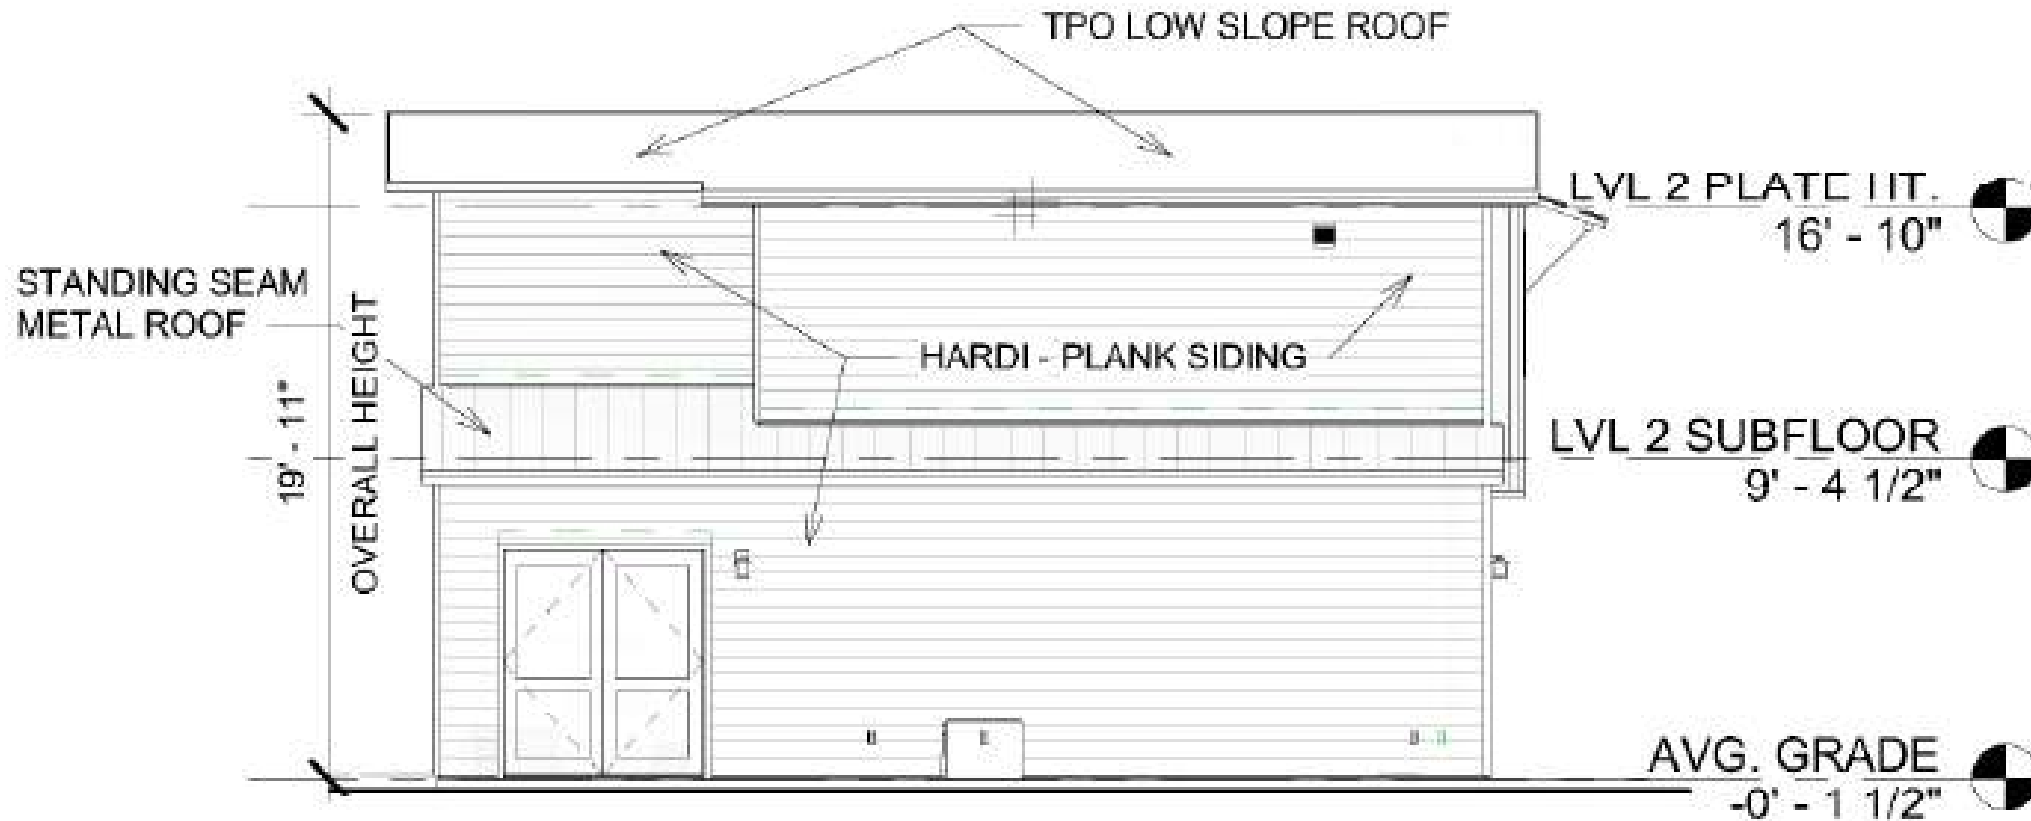 TPO LOW SLOPE ROOF
LVL 2 PLATE HT.
16' - 10"
STANDING SEAM
METAL ROOF
HARDI - PLANK SIDING
19' - 11"
OVERALL HEIGHT
LVL 2 SUBFLOOR
9' - 4 1/2"
AVG. GRADE
-0' - 1 1/2"